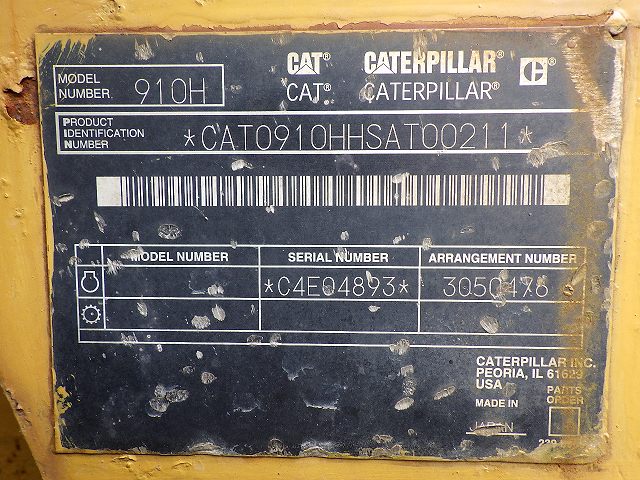 CAT® CATERPILLAR®
CAT® CATERPILLAR®
MODEL NUMBER 910H
PRODUCT IDENTIFICATION NUMBER *CAT0910HHSAT00211*
MODEL NUMBER SERIAL NUMBER ARRANGEMENT NUMBER
*C4E04893* 3050476
CATERPILLAR INC.
PEORIA, IL 61629
USA
PARTS ORDER
MADE IN
JAPAN